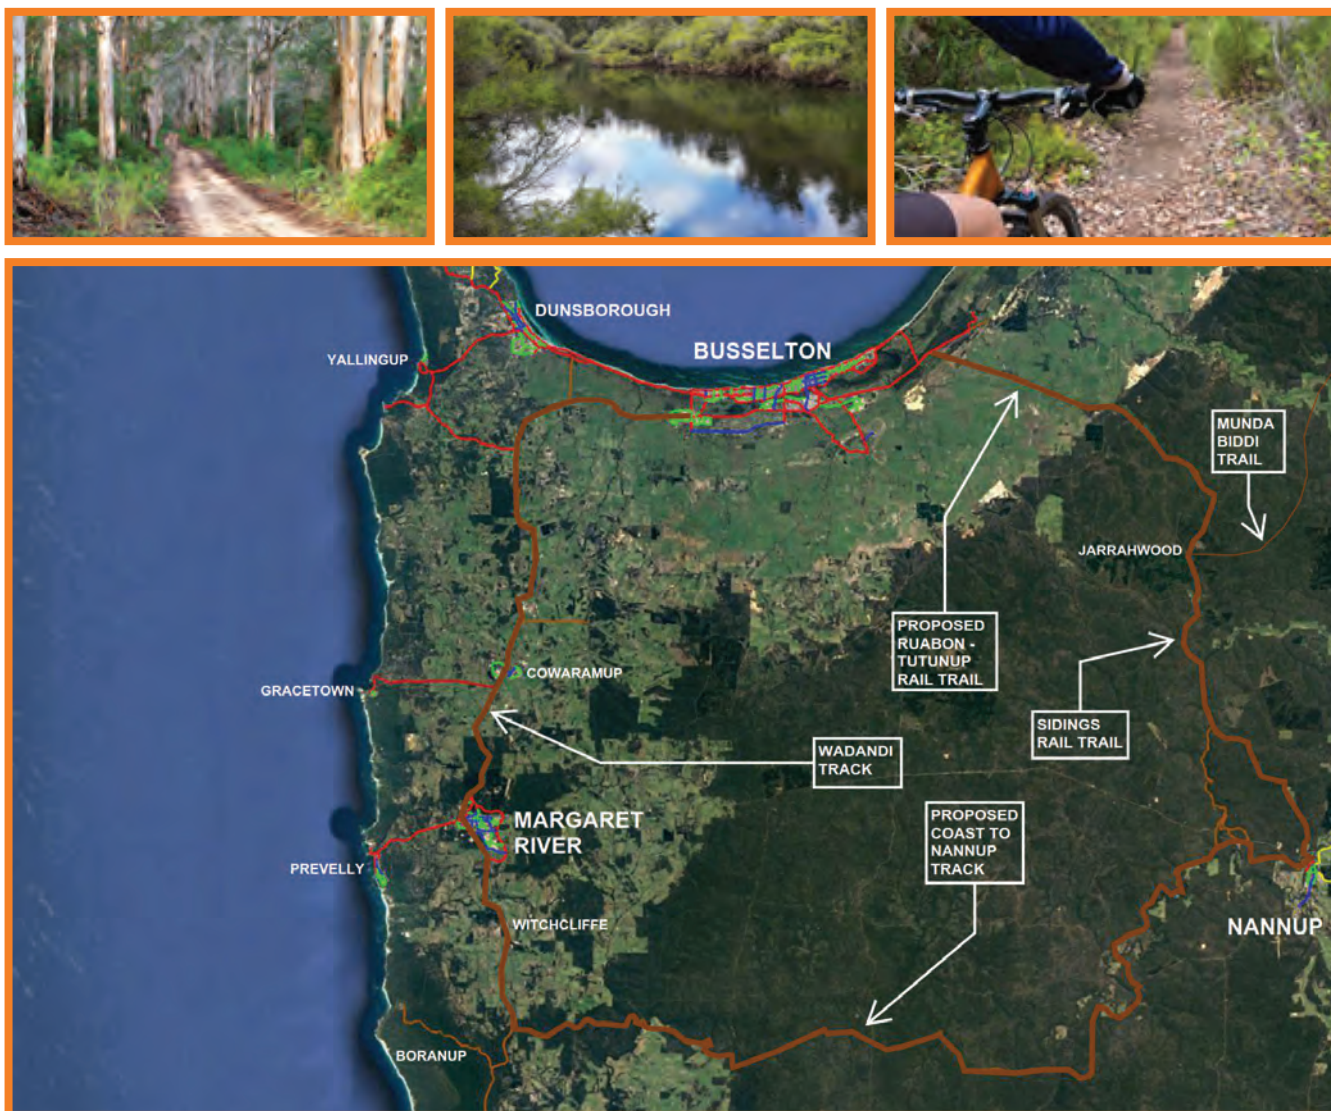 DUNSBOROUGH
YALLINGUP
BUSSELTON
MUNDA
BIDDI
TRAIL
JARRAHWOOD
PROPOSED
RUABON -
TUTUNUP
RAIL TRAIL
COWARAMUP
GRACETOWN
SIDINGS
RAIL TRAIL
WADANDI
TRACK
MARGARET
RIVER
PROPOSED
COAST TO
NANNUP
TRACK
PREVELLY
WITCHCLIFFE
NANNUP
BORANUP